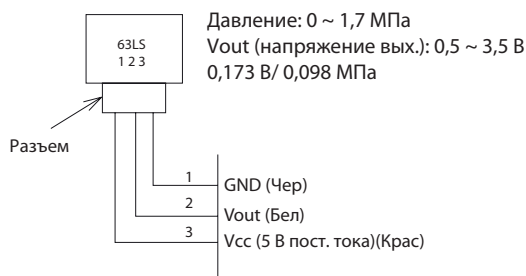 Давление: 0 ~ 1,7 МПа
63LS
Vout (напряжение вых.): 0,5 ~ 3,5 В
1 2 3
0,173 В/ 0,098 МПа
Разъем
1
GND (Чер)
2
Vout (Бел)
3
Vcc (5 В пост. тока)(Крас)